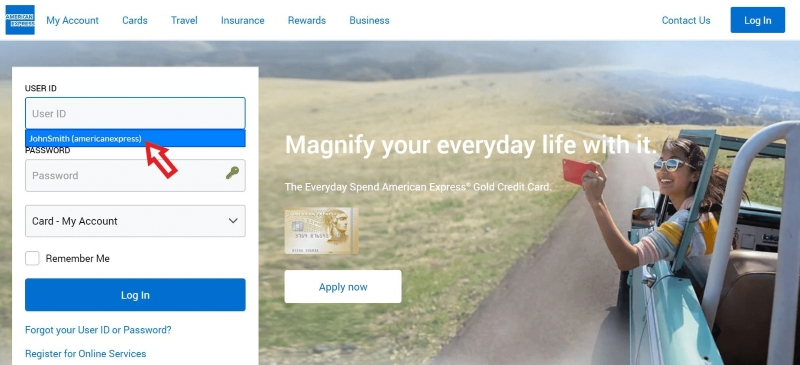 AMERICAN
EXPRESS
My Account
Cards
Travel
Insurance
Rewards
Business
Contact Us
Log In
USER ID
User ID
JohnSmith (americanexpress)
PASSWORD
Password
Card - My Account
Remember Me
Log In
Forgot your User ID or Password?
Register for Online Services
Magnify your everyday life with it.
The Everyday Spend American Express® Gold Credit Card.
Apply now